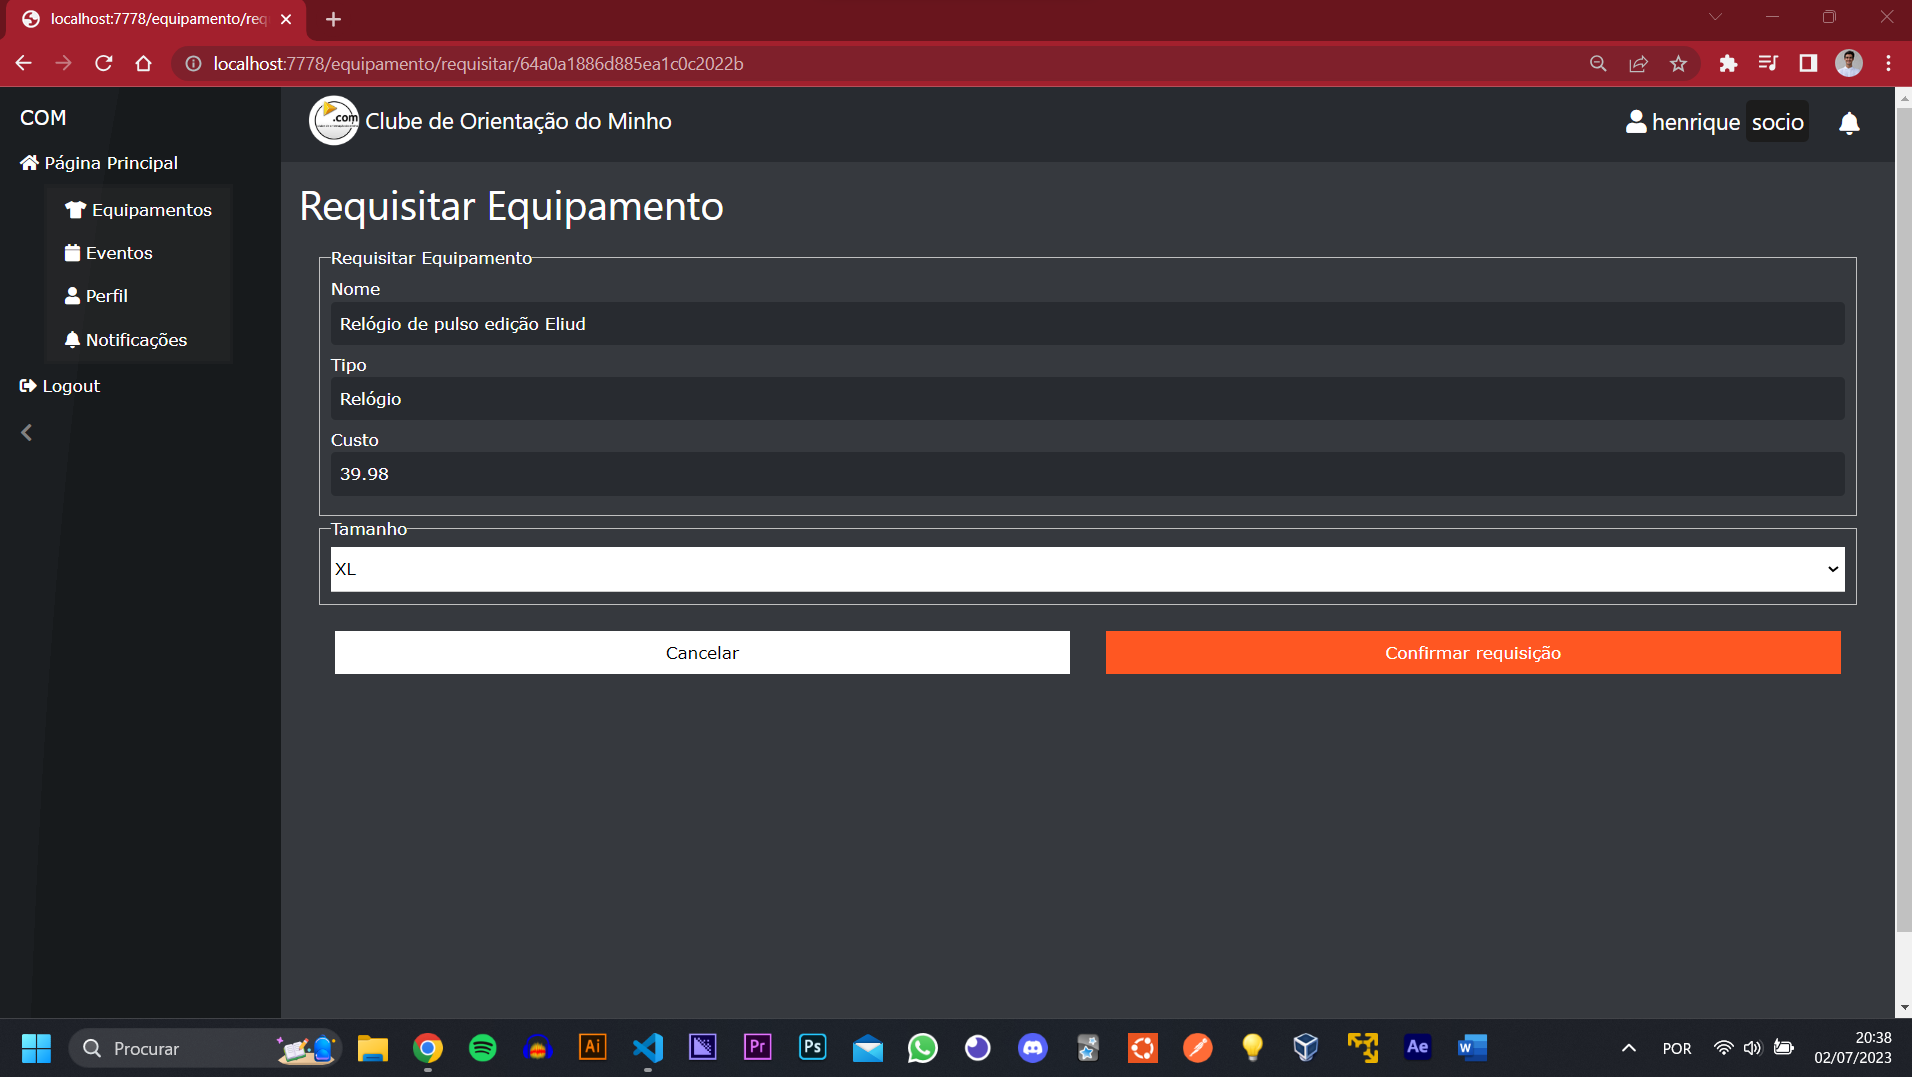 localhost:7778/equipamento/req
localhost:7778/equipamento/requisitar/64a0a1886d885ea1c0c2022b
COM
.com Clube de Orientação do Minho
henrique socio
Página Principal
Equipamentos
Eventos
Perfil
Notificações
Logout
Requisitar Equipamento
Requisitar Equipamento
Nome
Relógio de pulso edição Eliud
Tipo
Relógio
Custo
39.98
Tamanho
XL
Cancelar
Confirmar requisição
Procurar
Ai
Pr
Ps
Ae
W
POR
20:38
02/07/2023